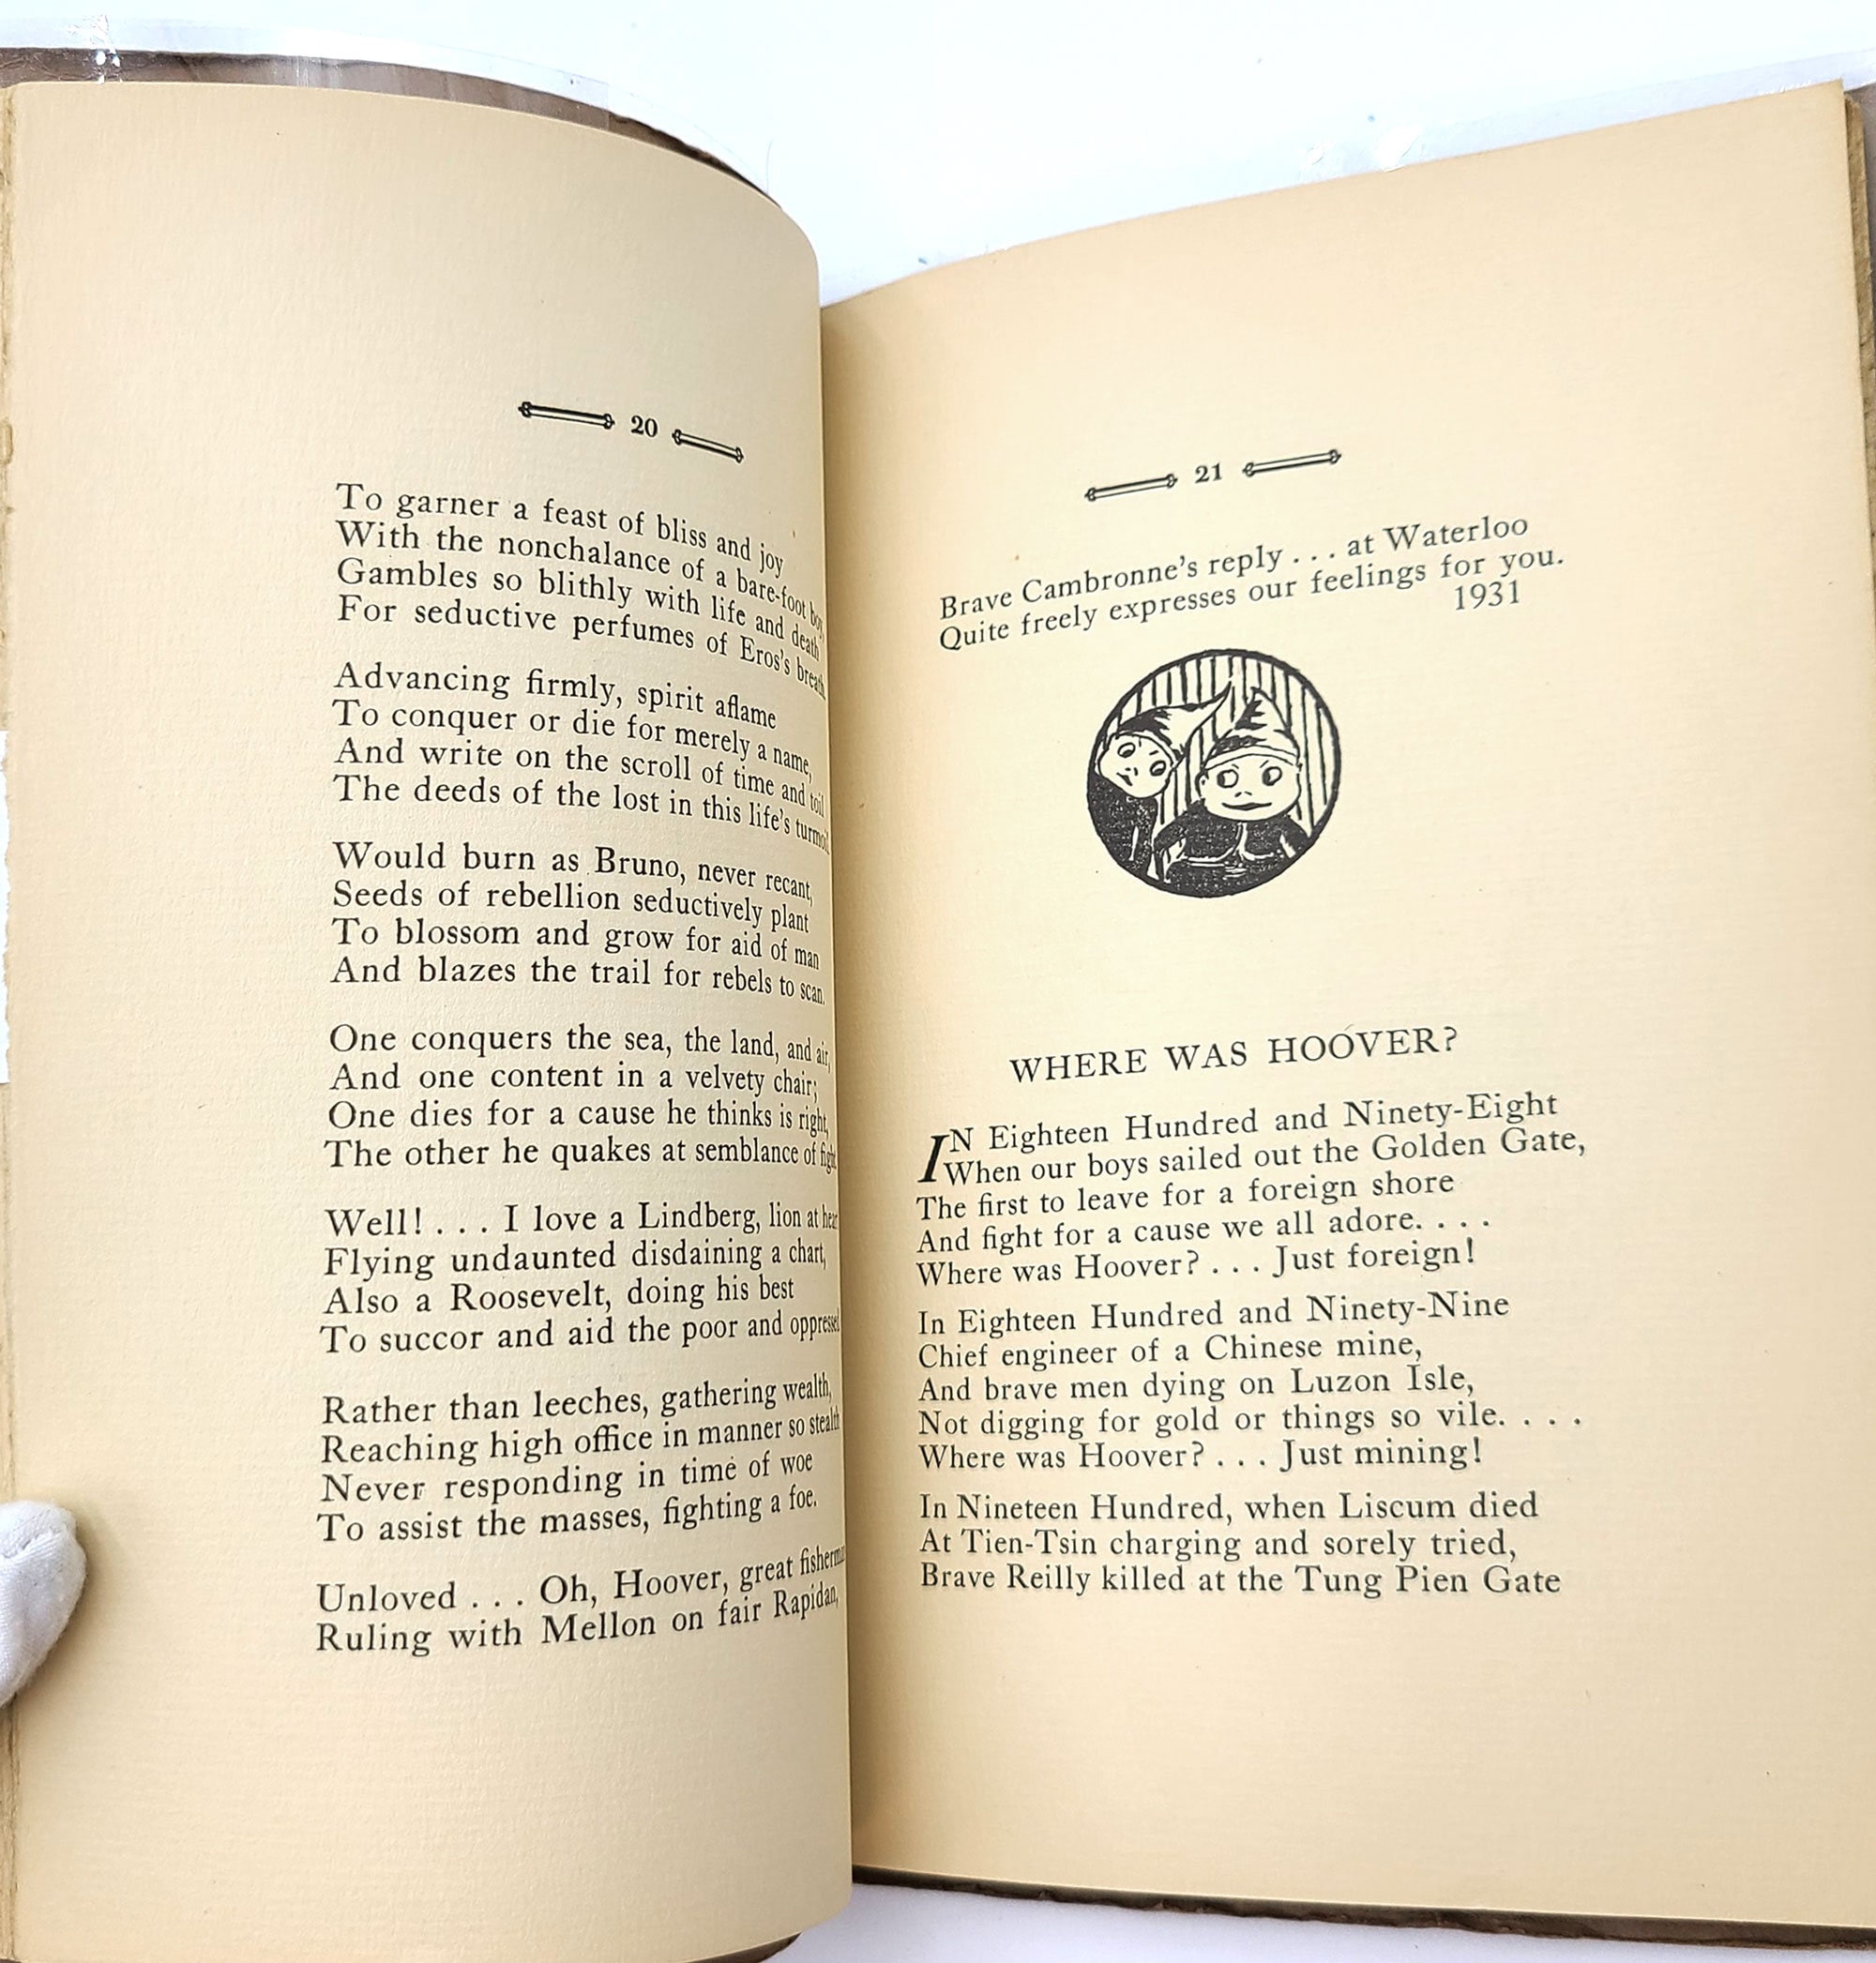 20
To garner a feast of bliss and joy
With the nonchalance of a bare-foot boy
Gambles so blithly with life and death
For seductive perfumes of Eros's breath
Advancing firmly, spirit aflame
To conquer or die for merely a name,
And write on the scroll of time and toil
The deeds of the lost in this life's
Would burn as Bruno, never recant,
Seeds of rebellion seductively plant
To blossom and grow for aid of man
And blazes the trail for rebels to scan.
One conquers the sea, the land, and air,
And one content in a velvety chair;
One dies for a cause he thinks is right,
The other he quakes at semblance of
Well! . . . I love a Lindberg, lion at
Flying undaunted disdaining a chart,
Also a Roosevelt, doing his best
To succor and aid the poor and oppressed
Rather than leeches, gathering wealth,
Reaching high office in manner so
Never responding in time of woe
To assist the masses, fighting a foe.
Unloved . . . Oh, Hoover, great
Ruling with Mellon on fair Rapidan,
21
Brave Cambronne's reply . . . at Waterloo
Quite freely expresses our feelings for you.
1931
WHERE WAS HOOVER?
IN Eighteen Hundred and Ninety-Eight
When our boys sailed out the Golden Gate,
The first to leave for a foreign shore
And fight for a cause we all adore. . . .
Where was Hoover? . . . Just foreign!
In Eighteen Hundred and Ninety-Nine
Chief engineer of a Chinese mine,
And brave men dying on Luzon Isle,
Not digging for gold or things so vile. . . .
Where was Hoover? . . . Just mining!
In Nineteen Hundred, when Liscum died
At Tien-Tsin charging and sorely tried,
Brave Reilly killed at the Tung Pien Gate